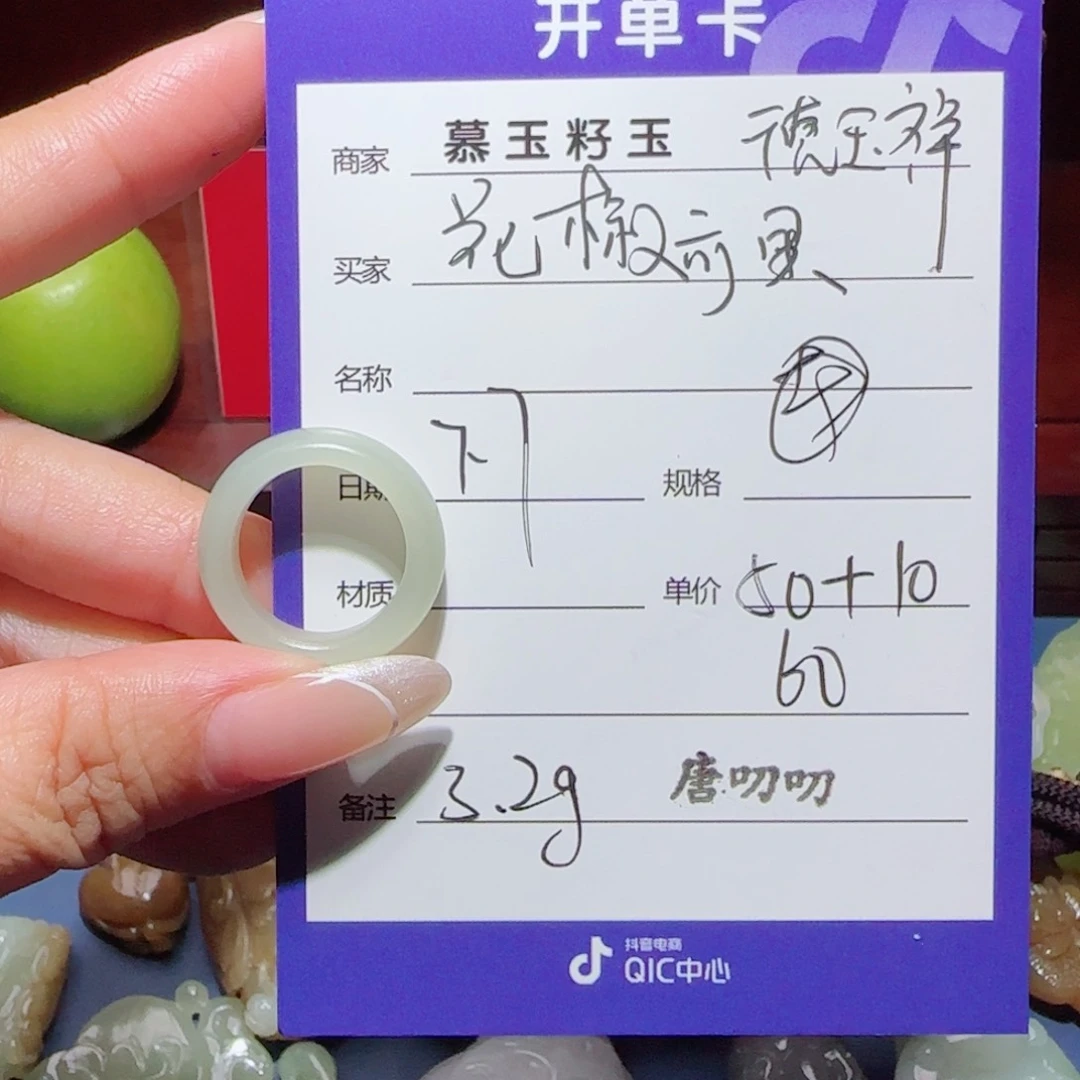 开单卡
商家 慕玉籽玉 德玉祥
买家 花椒奇果
名称
日期 规格
材质 单价 50+10
60
备注 3.2g 唐叨叨
抖音电商
QIC中心